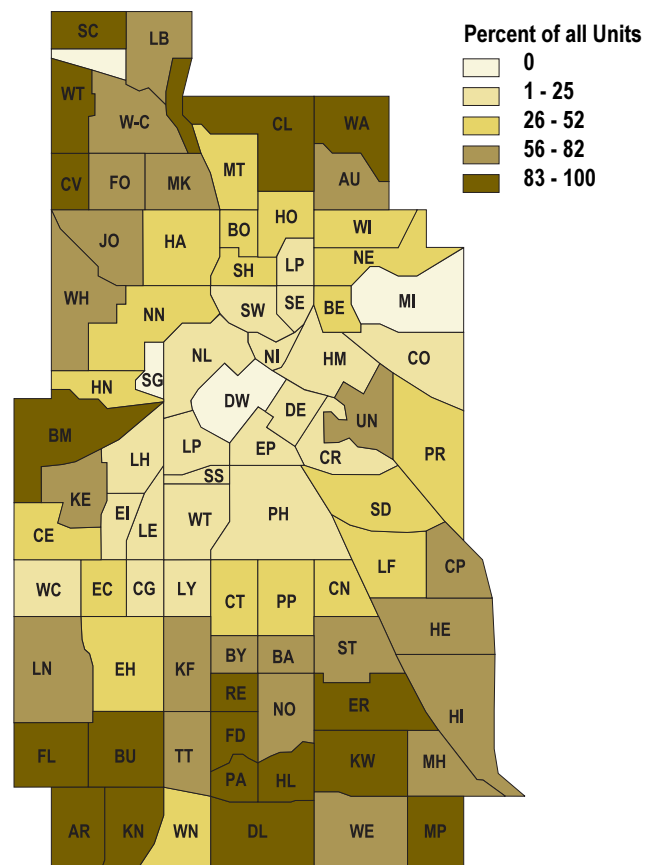 SC
LB
Percent of all Units
0
1 - 25
26 - 52
56 - 82
83 - 100
WT
W-C
CL
WA
CV
FO
MK
MT
AU
JO
HA
BO
HO
WI
SH
LP
NE
WH
NN
SW
SE
BE
MI
NL
NI
HM
CO
HN
SG
DW
DE
UN
BM
LP
EP
CR
LH
PR
KE
SS
EI
LE
WT
PH
SD
CE
WC
EC
CG
LY
CT
PP
CN
LF
CP
LN
EH
KF
BY
BA
ST
HE
RE
NO
ER
HI
FL
BU
TT
FD
PA
HL
KW
MH
AR
KN
WN
DL
WE
MP